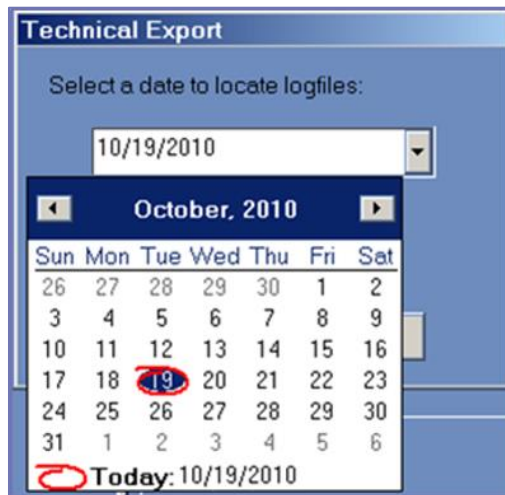 Technical Export
Select a date to locate logfiles:
10/19/2010
October, 2010
Sun Mon Tue Wed Thu Fri Sat
26 27 28 29 30 1 2
3 4 5 6 7 8 9
10 11 12 13 14 15 16
17 18 19 20 21 22 23
24 25 26 27 28 29 30
31 1 2 3 4 5 6
Today: 10/19/2010